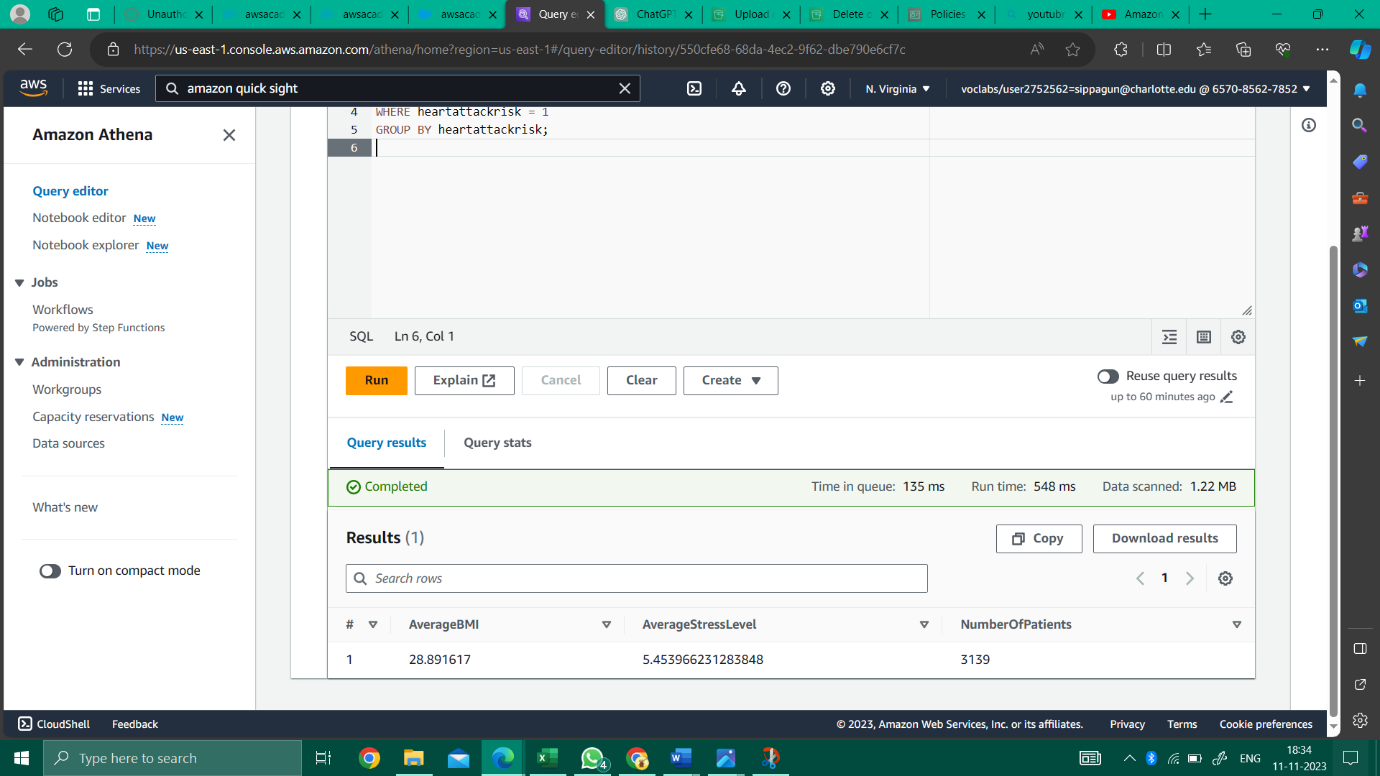 Unautho
awsacad
awsacad
awsacad
Query e
ChatGPT
Upload
Delete o
Policies
youtube
Amazon
https://us-east-1.console.aws.amazon.com/athena/home?region=us-east-1#/query-editor/history/550cfe68-68da-4ec2-9f62-dbe790e6cf7c
aws
Services
amazon quick sight
N. Virginia
voclabs/user2752562=sippagun@charlotte.edu @ 6570-8562-7852
Amazon Athena
Query editor
Notebook editor New
Notebook explorer New
Jobs
Workflows
Powered by Step Functions
Administration
Workgroups
Capacity reservations New
Data sources
What's new
Turn on compact mode
4 WHERE heartattackrisk = 1
5 GROUP BY heartattackrisk;
6
SQL Ln 6, Col 1
Run
Explain
Cancel
Clear
Create
Reuse query results
up to 60 minutes ago
Query results
Query stats
Completed
Time in queue: 135 ms
Run time: 548 ms
Data scanned: 1.22 MB
Results (1)
Copy
Download results
Search rows
1
# AverageBMI AverageStressLevel NumberOfPatients
1 28.891617 5.453966231283848 3139
CloudShell
Feedback
© 2023, Amazon Web Services, Inc. or its affiliates.
Privacy
Terms
Cookie preferences
Type here to search
4
ENG
18:34
11-11-2023